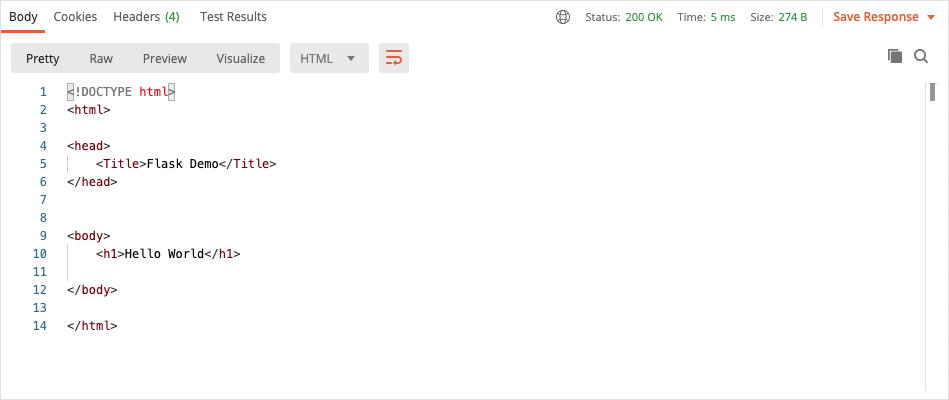 Body Cookies Headers (4) Test Results Status: 200 OK Time: 5 ms Size: 274 B Save Response
Pretty Raw Preview Visualize HTML
1 <!DOCTYPE html>
2 <html>
3
4 <head>
5 <Title>Flask Demo</Title>
6 </head>
7
8
9 <body>
10 <h1>Hello World</h1>
11
12 </body>
13
14 </html>